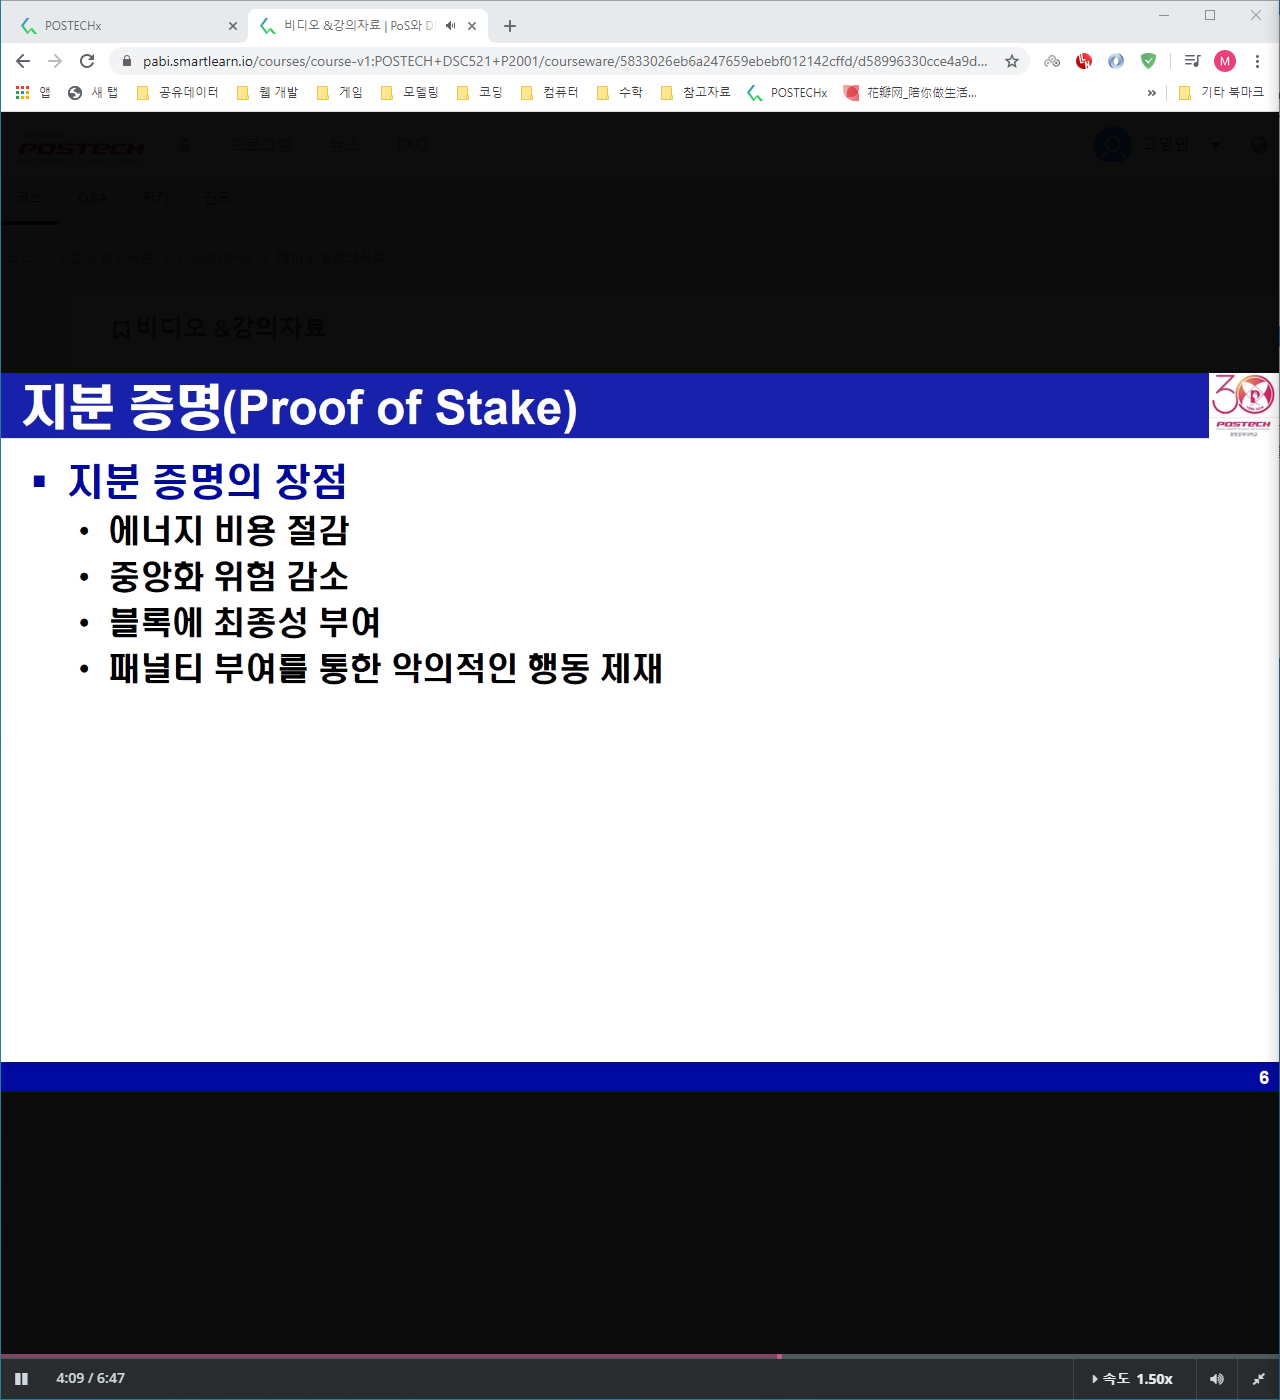 POSTECHx
비디오 &강의자료 | PoS와 D
pabi.smartlearn.io/courses/course-v1:POSTECH+DSC521+P2001/courseware/5833026eb6a247659ebebf012142cffd/d58996330cce4a9d...
M
앱 새 탭 공유데이터 웹 개발 게임 모델링 코딩 컴퓨터 수학 참고자료 POSTECHx 花瓣网_陪你做生活... » 기타 북마크
POSTECH 홈 프로그램 뉴스 FAQ 고영인
코스 Q&A 위키 진도
비디오 &강의자료
비디오 &강의자료
지분 증명(Proof of Stake)
30
POSTECH
지분 증명의 장점
• 에너지 비용 절감
• 중앙화 위험 감소
• 블록에 최종성 부여
• 패널티 부여를 통한 악의적인 행동 제재
6
4:09 / 6:47
속도 1.50x